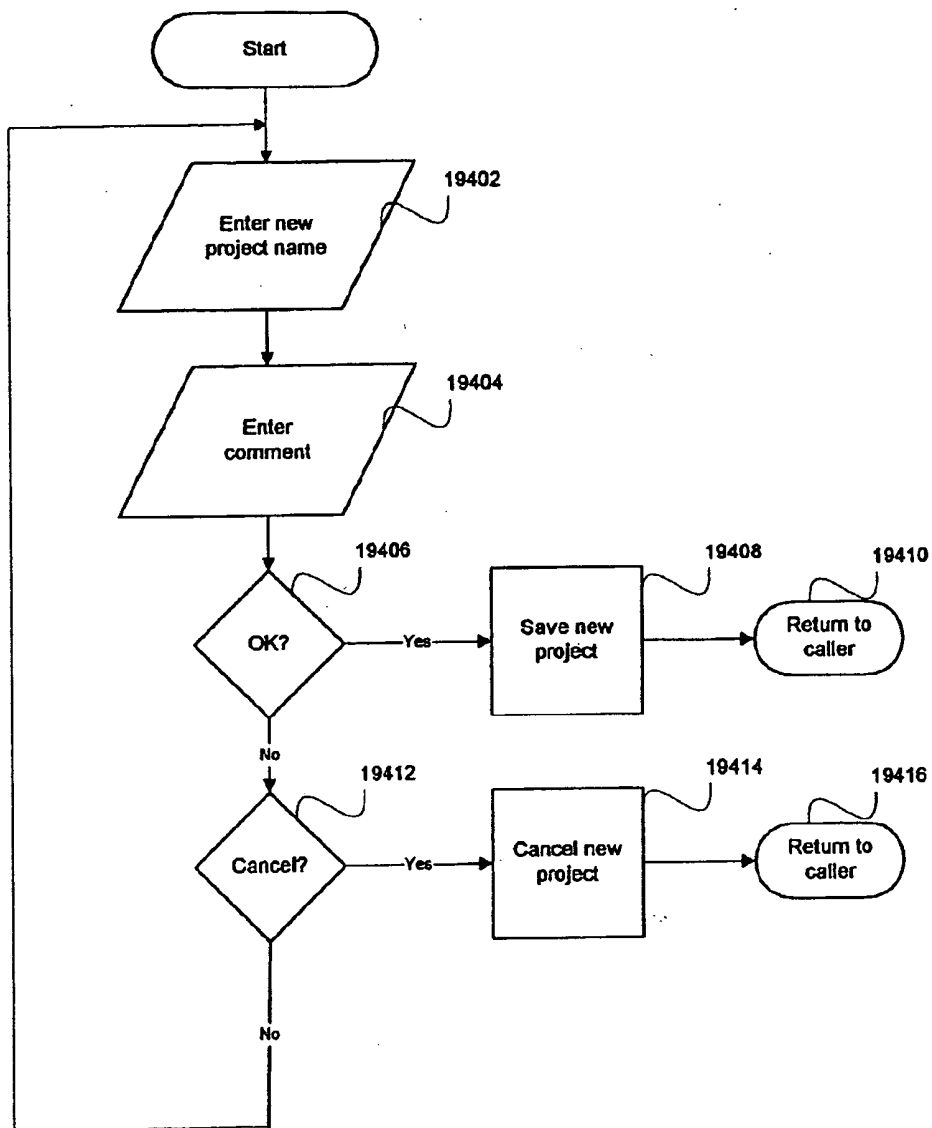 Start
19402
Enter new
project name
19404
Enter
comment
19406
OK?
Yes
19408
Save new
project
19410
Return to
caller
No
19412
Cancel?
Yes
19414
Cancel new
project
19416
Return to
caller
No